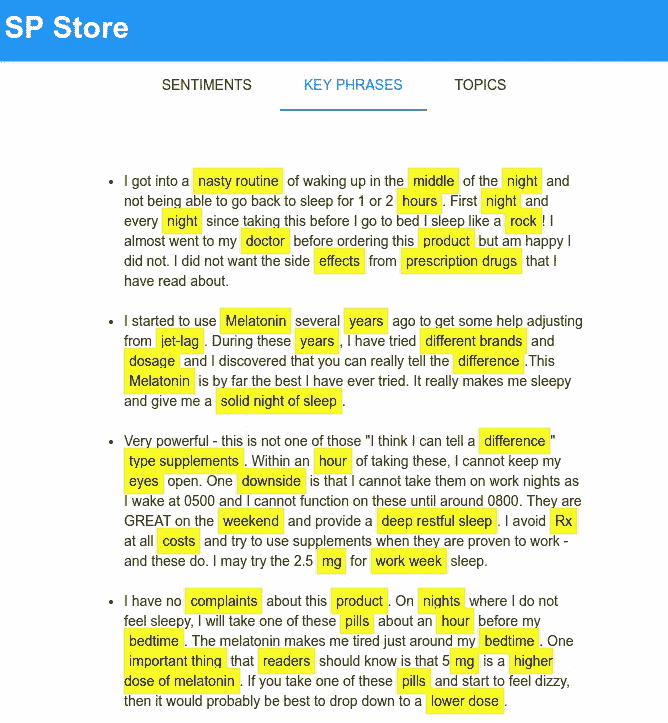 SP Store
SENTIMENTS KEY PHRASES TOPICS
• I got into a nasty routine of waking up in the middle of the night and
not being able to go back to sleep for 1 or 2 hours . First night and
every night since taking this before I go to bed I sleep like a rock ! I
almost went to my doctor before ordering this product but am happy I
did not. I did not want the side effects from prescription drugs that I
have read about.
• I started to use Melatonin several years ago to get some help adjusting
from jet-lag . During these years , I have tried different brands and
dosage and I discovered that you can really tell the difference .This
Melatonin is by far the best I have ever tried. It really makes me sleepy
and give me a solid night of sleep .
• Very powerful - this is not one of those "I think I can tell a difference "
type supplements . Within an hour of taking these, I cannot keep my
eyes open. One downside is that I cannot take them on work nights as
I wake at 0500 and I cannot function on these until around 0800. They are
GREAT on the weekend and provide a deep restful sleep . I avoid Rx
at all costs and try to use supplements when they are proven to work -
and these do. I may try the 2.5 mg for work week sleep.
• I have no complaints about this product . On nights where I do not
feel sleepy, I will take one of these pills about an hour before my
bedtime . The melatonin makes me tired just around my bedtime . One
important thing that readers should know is that 5 mg is a higher
dose of melatonin . If you take one of these pills and start to feel dizzy,
then it would probably be best to drop down to a lower dose .